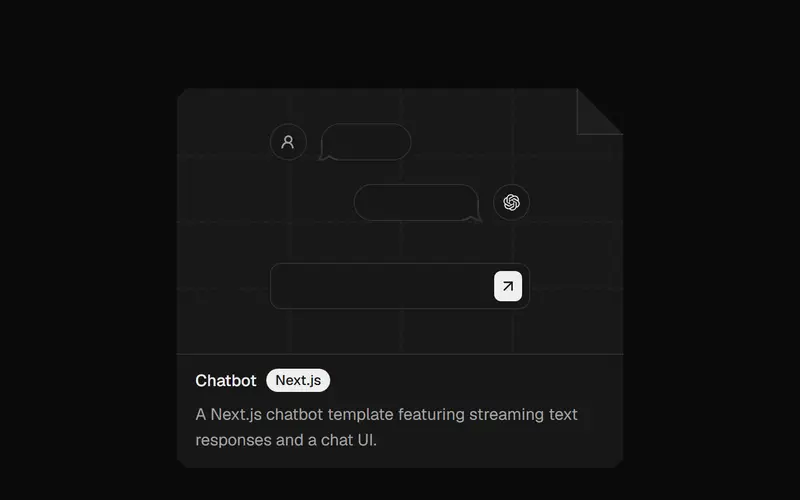 Chatbot Next.js
A Next.js chatbot template featuring streaming text
responses and a chat UI.